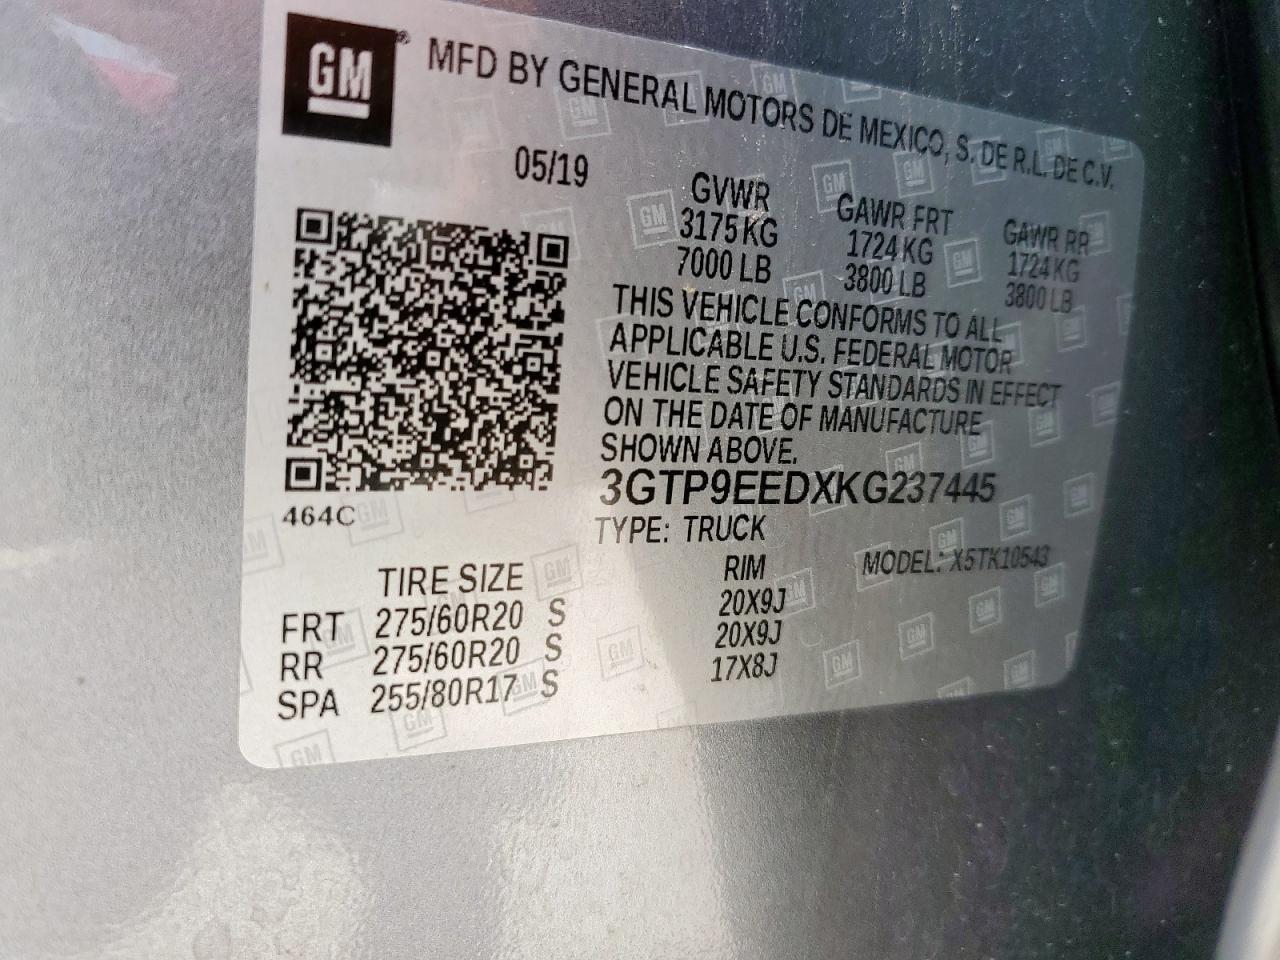 GM® MFD BY GENERAL MOTORS DE MEXICO, S. DE R.L. DE C.V.
05/19
GVWR GAWR FRT GAWR RR
3175 KG 1724 KG 1724 KG
7000 LB 3800 LB 3800 LB
THIS VEHICLE CONFORMS TO ALL
APPLICABLE U.S. FEDERAL MOTOR
VEHICLE SAFETY STANDARDS IN EFFECT
ON THE DATE OF MANUFACTURE
SHOWN ABOVE.
3GTP9EEDXKG237445
464C
TYPE: TRUCK MODEL: X5TK10543
TIRE SIZE RIM
FRT 275/60R20 S 20X9J
RR 275/60R20 S 20X9J
SPA 255/80R17 S 17X8J